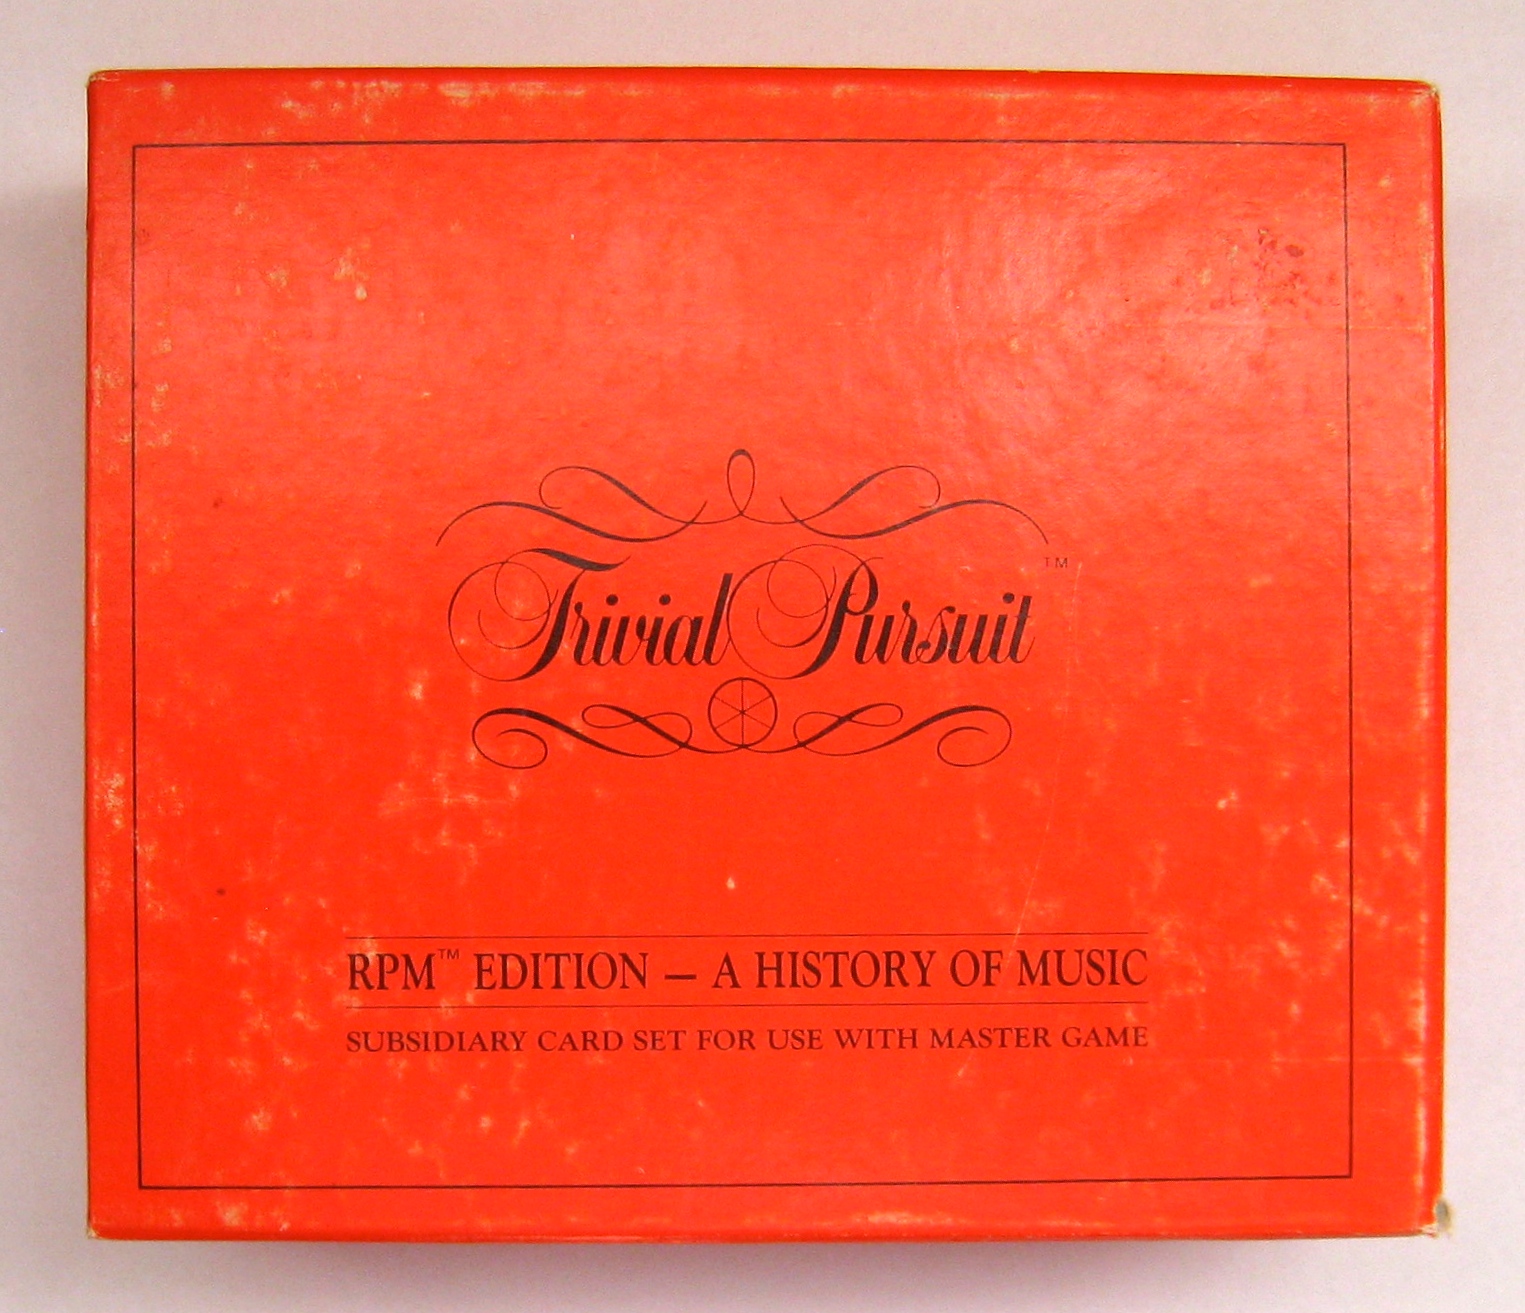 Trivial Pursuit™
RPM™ EDITION — A HISTORY OF MUSIC
SUBSIDIARY CARD SET FOR USE WITH MASTER GAME